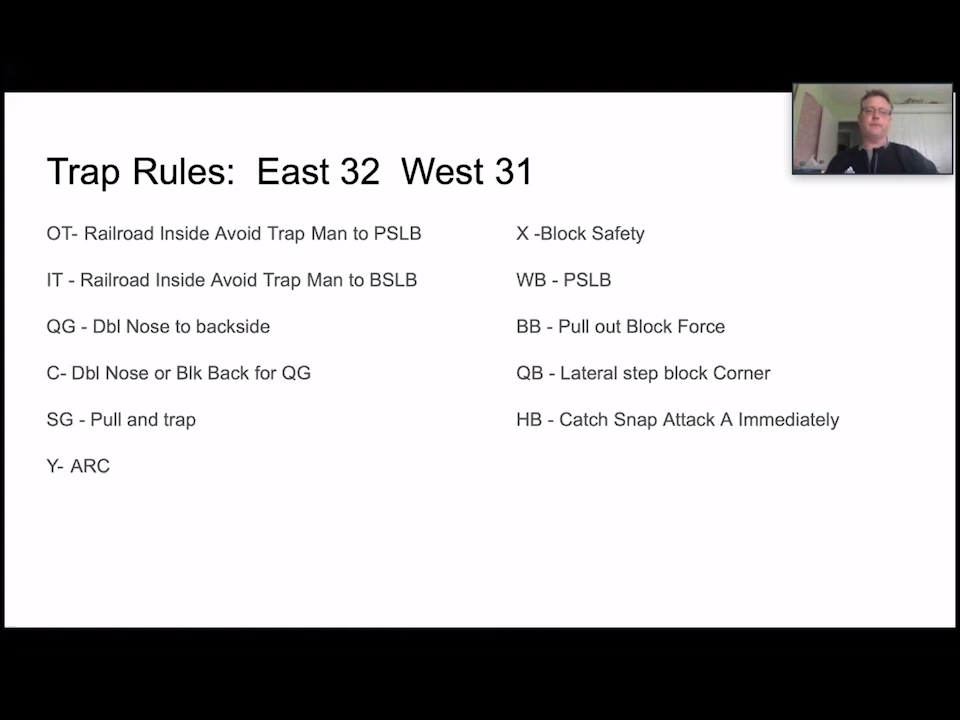 Trap Rules: East 32 West 31
OT- Railroad Inside Avoid Trap Man to PSLB
IT - Railroad Inside Avoid Trap Man to BSLB
QG - Dbl Nose to backside
C- Dbl Nose or Blk Back for QG
SG - Pull and trap
Y- ARC
X -Block Safety
WB - PSLB
BB - Pull out Block Force
QB - Lateral step block Corner
HB - Catch Snap Attack A Immediately